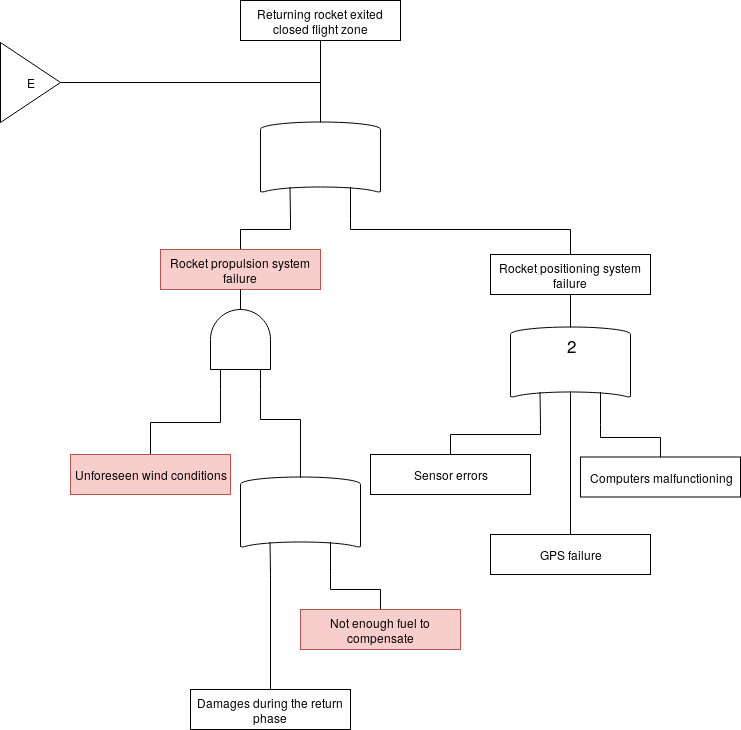 Returning rocket exited
closed flight zone
E
Rocket propulsion system
failure
Rocket positioning system
failure
2
Unforeseen wind conditions
Sensor errors
Computers malfunctioning
GPS failure
Not enough fuel to
compensate
Damages during the return
phase